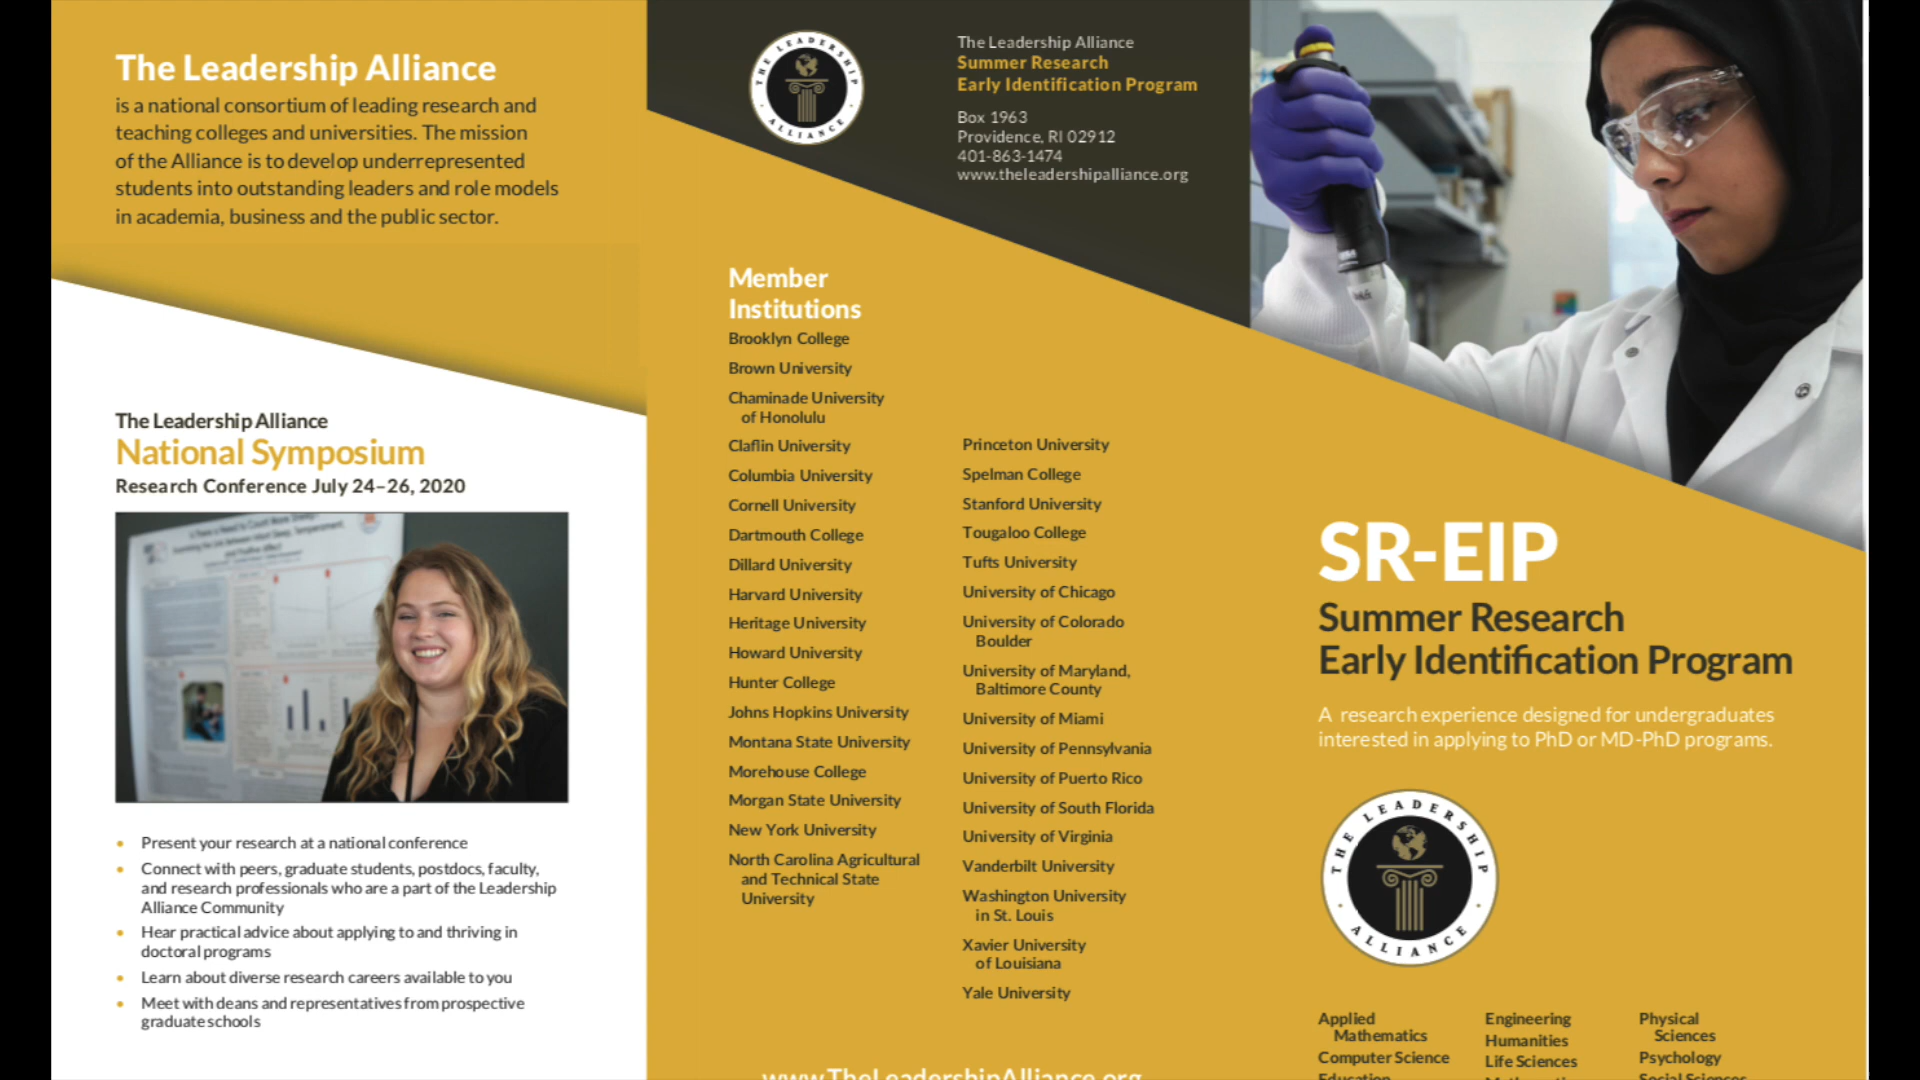 The Leadership Alliance
is a national consortium of leading research and
teaching colleges and universities. The mission
of the Alliance is to develop underrepresented
students into outstanding leaders and role models
in academia, business and the public sector.
The Leadership Alliance
National Symposium
Research Conference July 24–26, 2020
Present your research at a national conference
Connect with peers, graduate students, postdocs, faculty,
and research professionals who are a part of the Leadership
Alliance Community
Hear practical advice about applying to and thriving in
doctoral programs
Learn about diverse research careers available to you
Meet with deans and representatives from prospective
graduate schools
THE LEADERSHIP ALLIANCE
The Leadership Alliance
Summer Research
Early Identification Program
Box 1963
Providence, RI 02912
401-863-1474
www.theleadershipalliance.org
Member
Institutions
Brooklyn College
Brown University
Chaminade University
of Honolulu
Claflin University
Columbia University
Cornell University
Dartmouth College
Dillard University
Harvard University
Heritage University
Howard University
Hunter College
Johns Hopkins University
Montana State University
Morehouse College
Morgan State University
New York University
North Carolina Agricultural
and Technical State
University
Princeton University
Spelman College
Stanford University
Tougaloo College
Tufts University
University of Chicago
University of Colorado
Boulder
University of Maryland,
Baltimore County
University of Miami
University of Pennsylvania
University of Puerto Rico
University of South Florida
University of Virginia
Vanderbilt University
Washington University
in St. Louis
Xavier University
of Louisiana
Yale University
www.TheLeadershipAlliance.org
SR-EIP
Summer Research
Early Identification Program
A research experience designed for undergraduates
interested in applying to PhD or MD-PhD programs.
THE LEADERSHIP ALLIANCE
Applied
Mathematics
Computer Science
Education
Engineering
Humanities
Life Sciences
Physical
Sciences
Psychology
Social Sciences